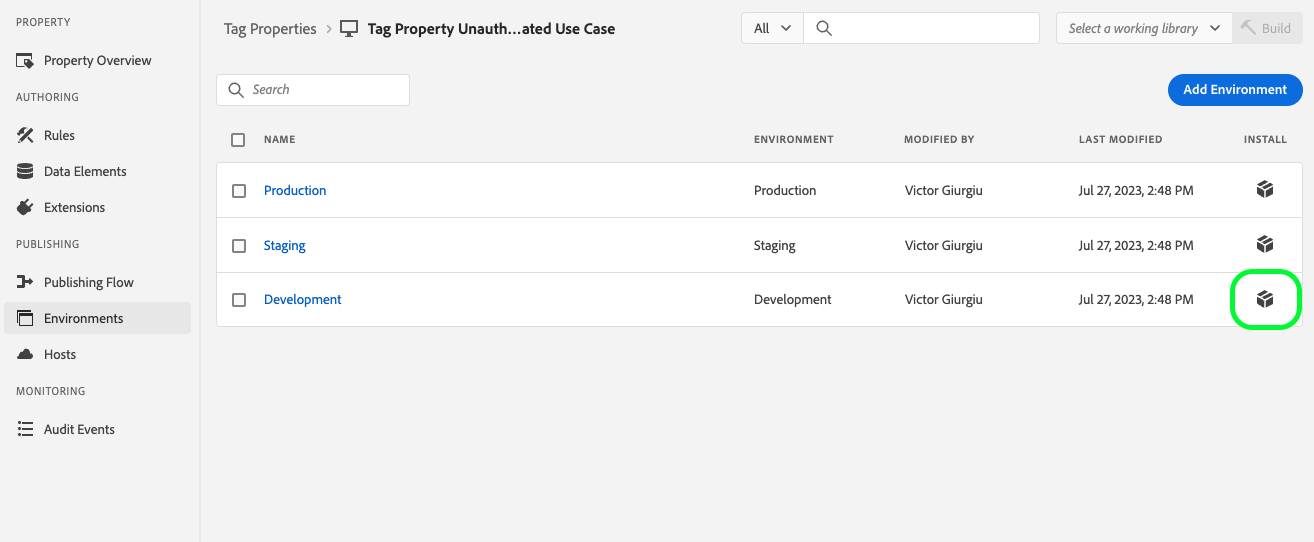 PROPERTY
Property Overview
AUTHORING
Rules
Data Elements
Extensions
PUBLISHING
Publishing Flow
Environments
Hosts
MONITORING
Audit Events
Tag Properties > Tag Property Unauth...ated Use Case
All
Select a working library
Build
Search
Add Environment
NAME ENVIRONMENT MODIFIED BY LAST MODIFIED INSTALL
Production Production Victor Giurgiu Jul 27, 2023, 2:48 PM
Staging Staging Victor Giurgiu Jul 27, 2023, 2:48 PM
Development Development Victor Giurgiu Jul 27, 2023, 2:48 PM